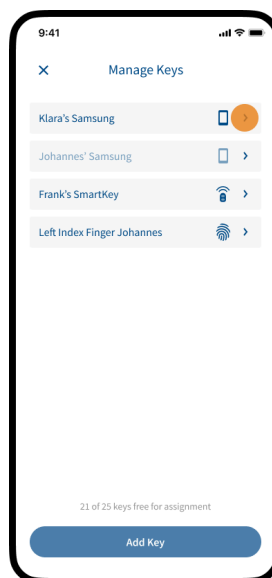 9:41
Manage Keys
Klara's Samsung
Johannes' Samsung
Frank's SmartKey
Left Index Finger Johannes
21 of 25 keys free for assignment
Add Key